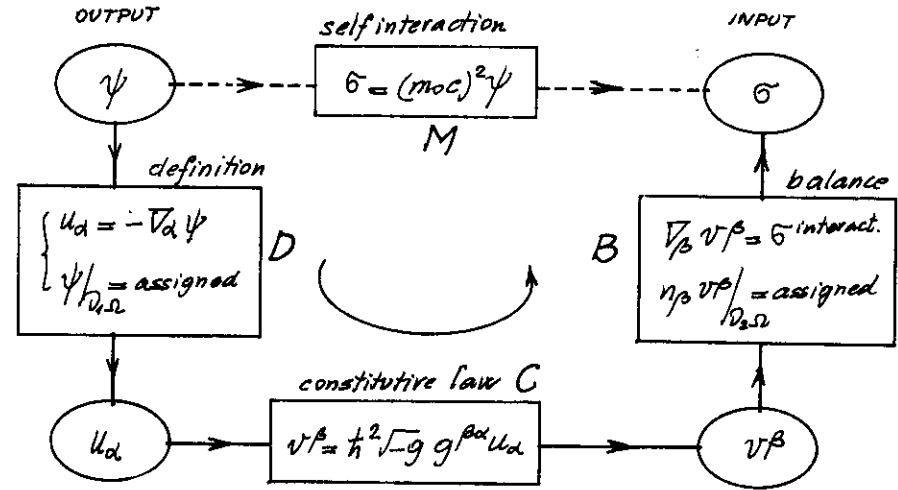 OUTPUT
self interaction
INPUT
ψ
σ = (m₀c)²ψ
σ
M
definition
balance
u_α = -∇_α ψ
ψ/_∂₁Ω = assigned
D
B
∇_β v^β = σ^interact.
n_β v^β/_∂₂Ω = assigned
constitutive law C
u_α
v^β = ħ²√-g g^βα u_α
v^β